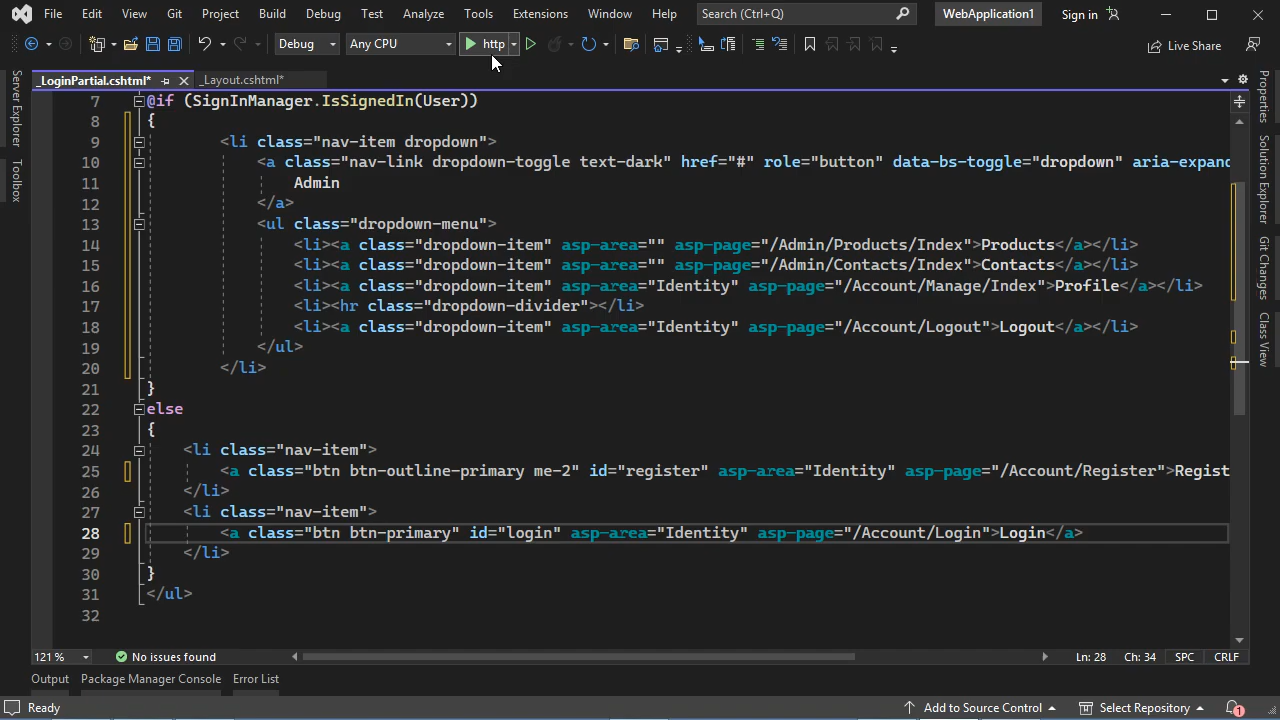 File Edit View Git Project Build Debug Test Analyze Tools Extensions Window Help Search (Ctrl+Q) WebApplication1 Sign in
Debug Any CPU http Live Share
_LoginPartial.cshtml* _Layout.cshtml*
Server Explorer
Toolbox
Properties
Solution Explorer
Git Changes
Class View
7 @if (SignInManager.IsSignedIn(User))
8 {
9 <li class="nav-item dropdown">
10 <a class="nav-link dropdown-toggle text-dark" href="#" role="button" data-bs-toggle="dropdown" aria-expand
11 Admin
12 </a>
13 <ul class="dropdown-menu">
14 <li><a class="dropdown-item" asp-area="" asp-page="/Admin/Products/Index">Products</a></li>
15 <li><a class="dropdown-item" asp-area="" asp-page="/Admin/Contacts/Index">Contacts</a></li>
16 <li><a class="dropdown-item" asp-area="Identity" asp-page="/Account/Manage/Index">Profile</a></li>
17 <li><hr class="dropdown-divider"></li>
18 <li><a class="dropdown-item" asp-area="Identity" asp-page="/Account/Logout">Logout</a></li>
19 </ul>
20 </li>
21 }
22 else
23 {
24 <li class="nav-item">
25 <a class="btn btn-outline-primary me-2" id="register" asp-area="Identity" asp-page="/Account/Register">Regist
26 </li>
27 <li class="nav-item">
28 <a class="btn btn-primary" id="login" asp-area="Identity" asp-page="/Account/Login">Login</a>
29 </li>
30 }
31 </ul>
32
121 % No issues found Ln: 28 Ch: 34 SPC CRLF
Output Package Manager Console Error List
Ready Add to Source Control Select Repository 1